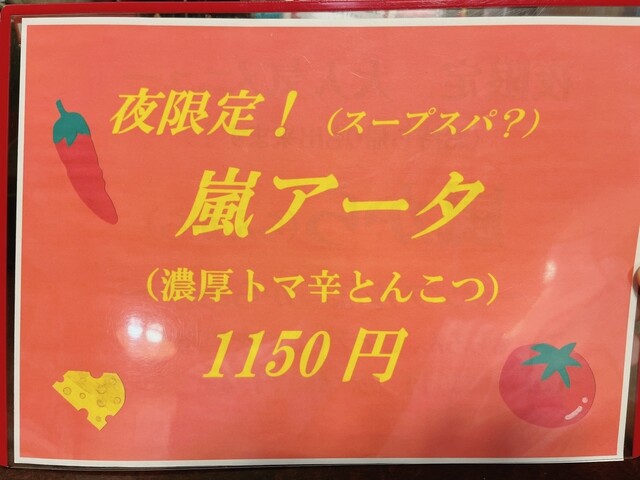 夜限定！（スープスパ？）
嵐アータ
（濃厚トマ辛とんこつ）
1150円